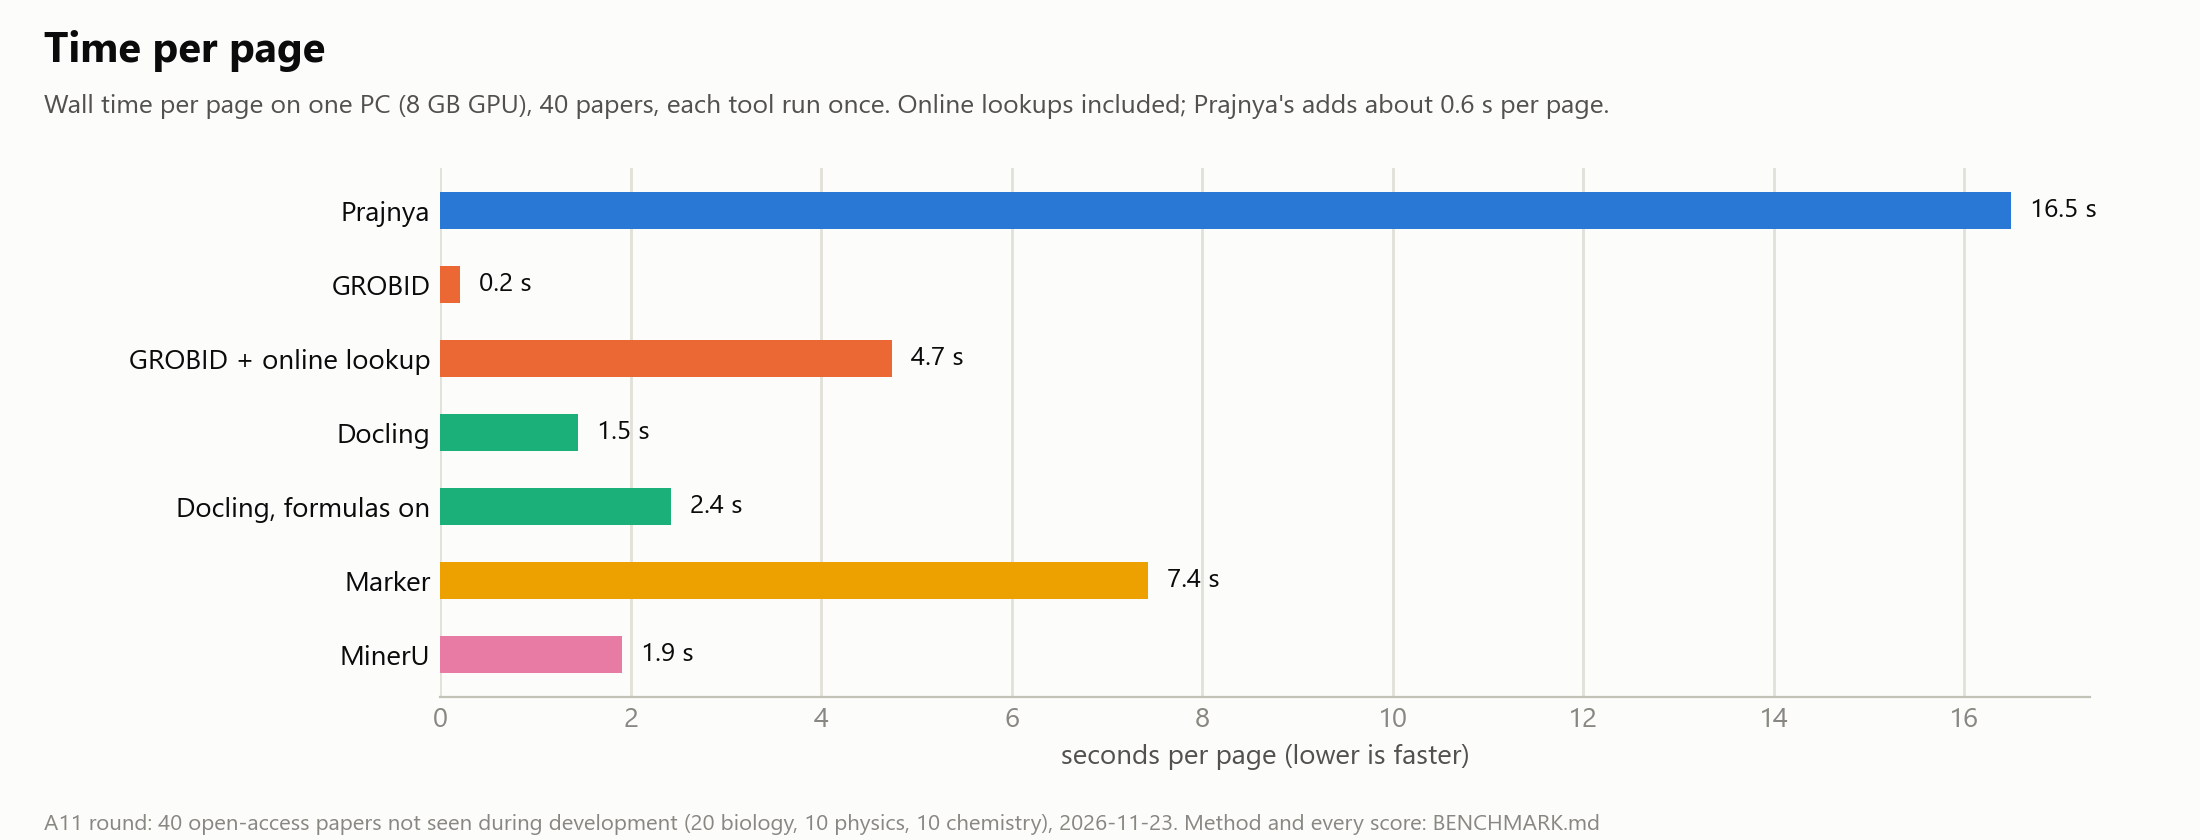 Time per page
Wall time per page on one PC (8 GB GPU), 40 papers, each tool run once. Online lookups included; Prajnya's adds about 0.6 s per page.
Prajnya 16.5 s
GROBID 0.2 s
GROBID + online lookup 4.7 s
Docling 1.5 s
Docling, formulas on 2.4 s
Marker 7.4 s
MinerU 1.9 s
0 2 4 6 8 10 12 14 16
seconds per page (lower is faster)
A11 round: 40 open-access papers not seen during development (20 biology, 10 physics, 10 chemistry), 2026-11-23. Method and every score: BENCHMARK.md